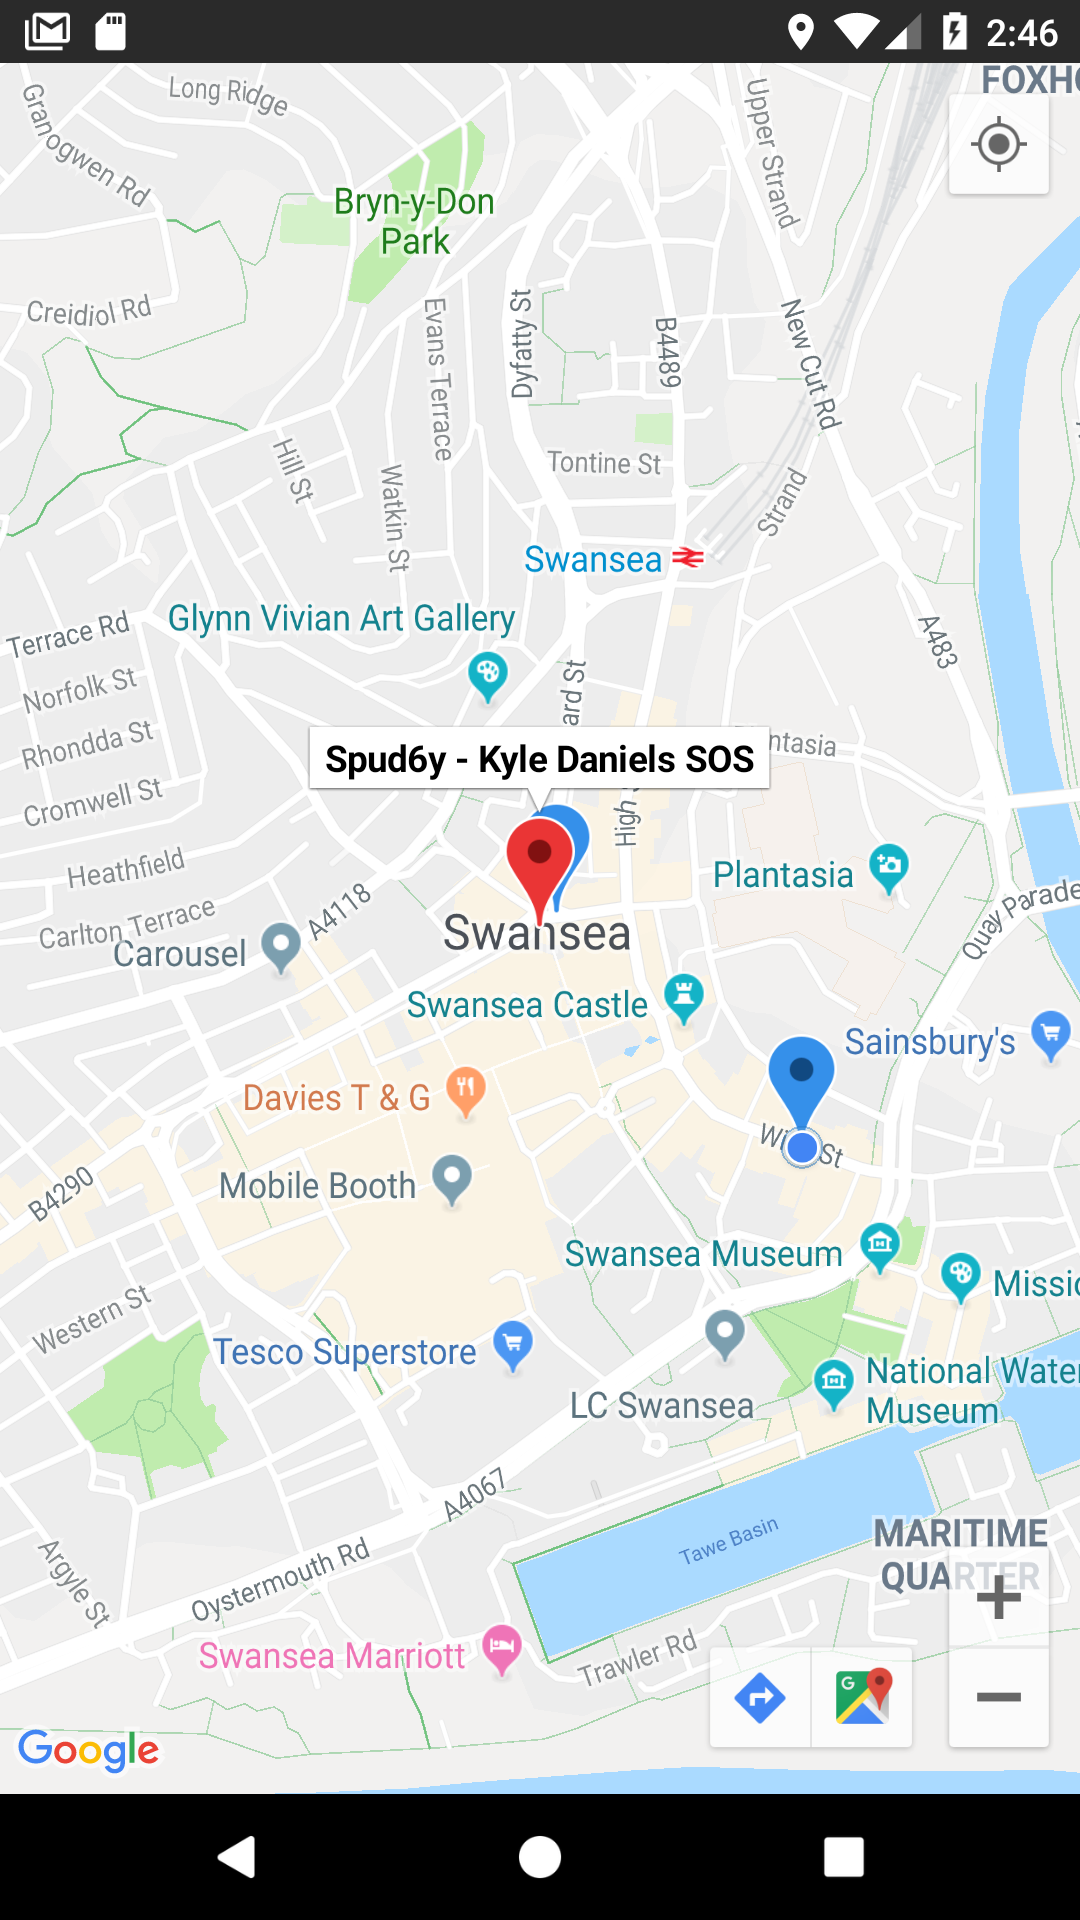 2:46
FOXHO
Long Ridge
Granogwen Rd
Upper Strand
Bryn-y-Don
Park
Creidiol Rd
Evans Terrace
Dyfatty St
B4489
New Cut Rd
Hill St
Watkin St
Tontine St
Strand
Swansea
Glynn Vivian Art Gallery
Terrace Rd
A483
Norfolk St
ard St
Rhondda St
ntasia
Spud6y - Kyle Daniels SOS
Cromwell St
High
Heathfield
Plantasia
Carlton Terrace
A4118
Quay Parade
Carousel
Swansea
Swansea Castle
Sainsbury's
Davies T & G
Wi St
Mobile Booth
B4290
Swansea Museum
Missio
Western St
Tesco Superstore
National Water
Museum
LC Swansea
A4067
Tawe Basin
MARITIME
QUARTER
Argyle St
Oystermouth Rd
Swansea Marriott
Trawler Rd
G
Google